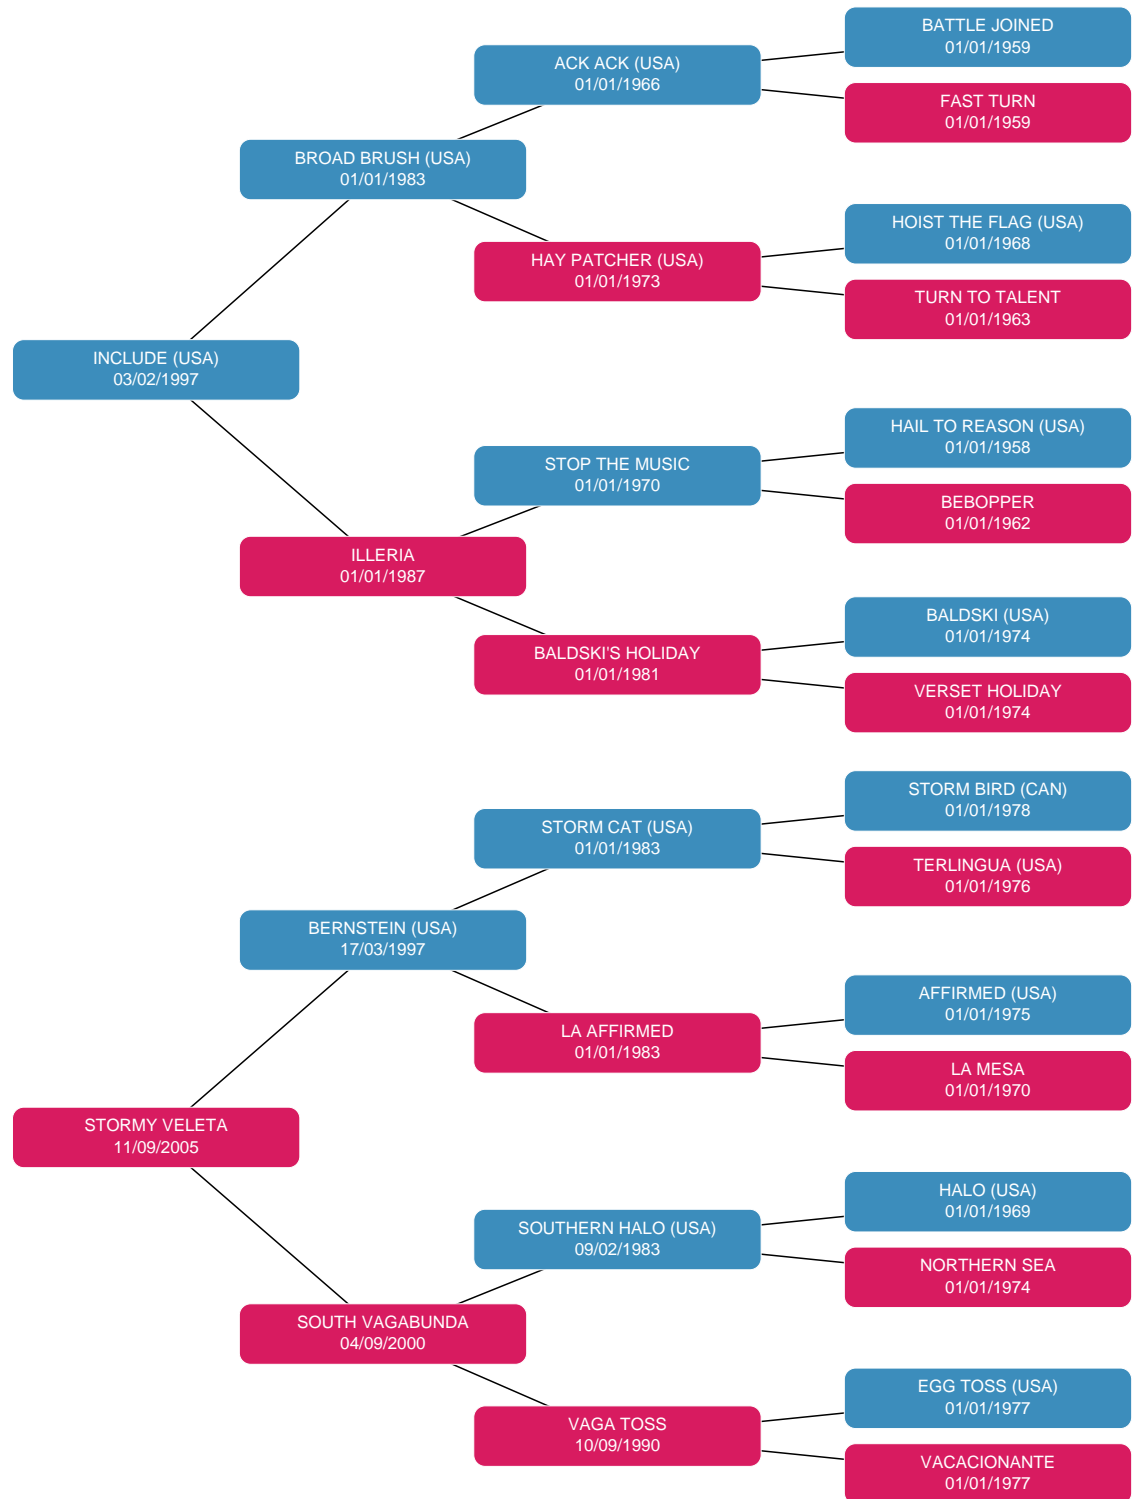 BATTLE JOINED
01/01/1959
ACK ACK (USA)
01/01/1966
FAST TURN
01/01/1959
BROAD BRUSH (USA)
01/01/1983
HOIST THE FLAG (USA)
01/01/1968
HAY PATCHER (USA)
01/01/1973
TURN TO TALENT
01/01/1963
INCLUDE (USA)
03/02/1997
HAIL TO REASON (USA)
01/01/1958
STOP THE MUSIC
01/01/1970
BEBOPPER
01/01/1962
ILLERIA
01/01/1987
BALDSKI (USA)
01/01/1974
BALDSKI'S HOLIDAY
01/01/1981
VERSET HOLIDAY
01/01/1974
STORM BIRD (CAN)
01/01/1978
STORM CAT (USA)
01/01/1983
TERLINGUA (USA)
01/01/1976
BERNSTEIN (USA)
17/03/1997
AFFIRMED (USA)
01/01/1975
LA AFFIRMED
01/01/1983
LA MESA
01/01/1970
STORMY VELETA
11/09/2005
HALO (USA)
01/01/1969
SOUTHERN HALO (USA)
09/02/1983
NORTHERN SEA
01/01/1974
SOUTH VAGABUNDA
04/09/2000
EGG TOSS (USA)
01/01/1977
VAGA TOSS
10/09/1990
VACACIONANTE
01/01/1977